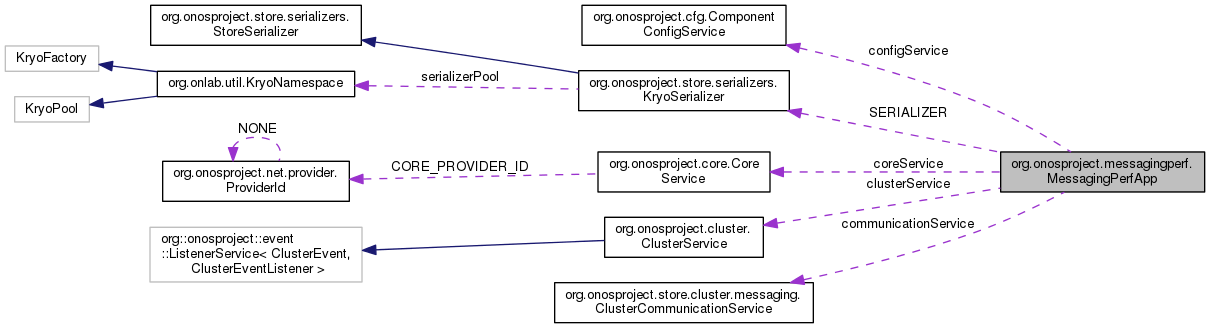 org.onosproject.store.serializers.
StoreSerializer
org.onosproject.cfg.Component
ConfigService
KryoFactory
configService
org.onlab.util.KryoNamespace
serializerPool
org.onosproject.store.serializers.
KryoSerializer
KryoPool
SERIALIZER
NONE
org.onosproject.net.provider.
ProviderId
CORE_PROVIDER_ID
org.onosproject.core.Core
Service
coreService
org.onosproject.messagingperf.
MessagingPerfApp
clusterService
org::onosproject::event
::ListenerService< ClusterEvent,
ClusterEventListener >
org.onosproject.cluster.
ClusterService
communicationService
org.onosproject.store.cluster.messaging.
ClusterCommunicationService